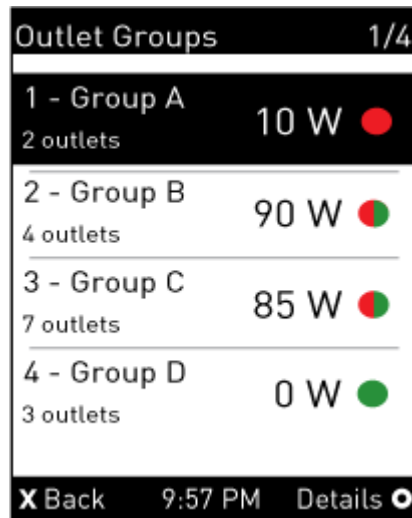 Outlet Groups 1/4
1 - Group A
10 W
2 outlets
2 - Group B
90 W
4 outlets
3 - Group C
85 W
7 outlets
4 - Group D
0 W
3 outlets
X Back 9:57 PM Details O